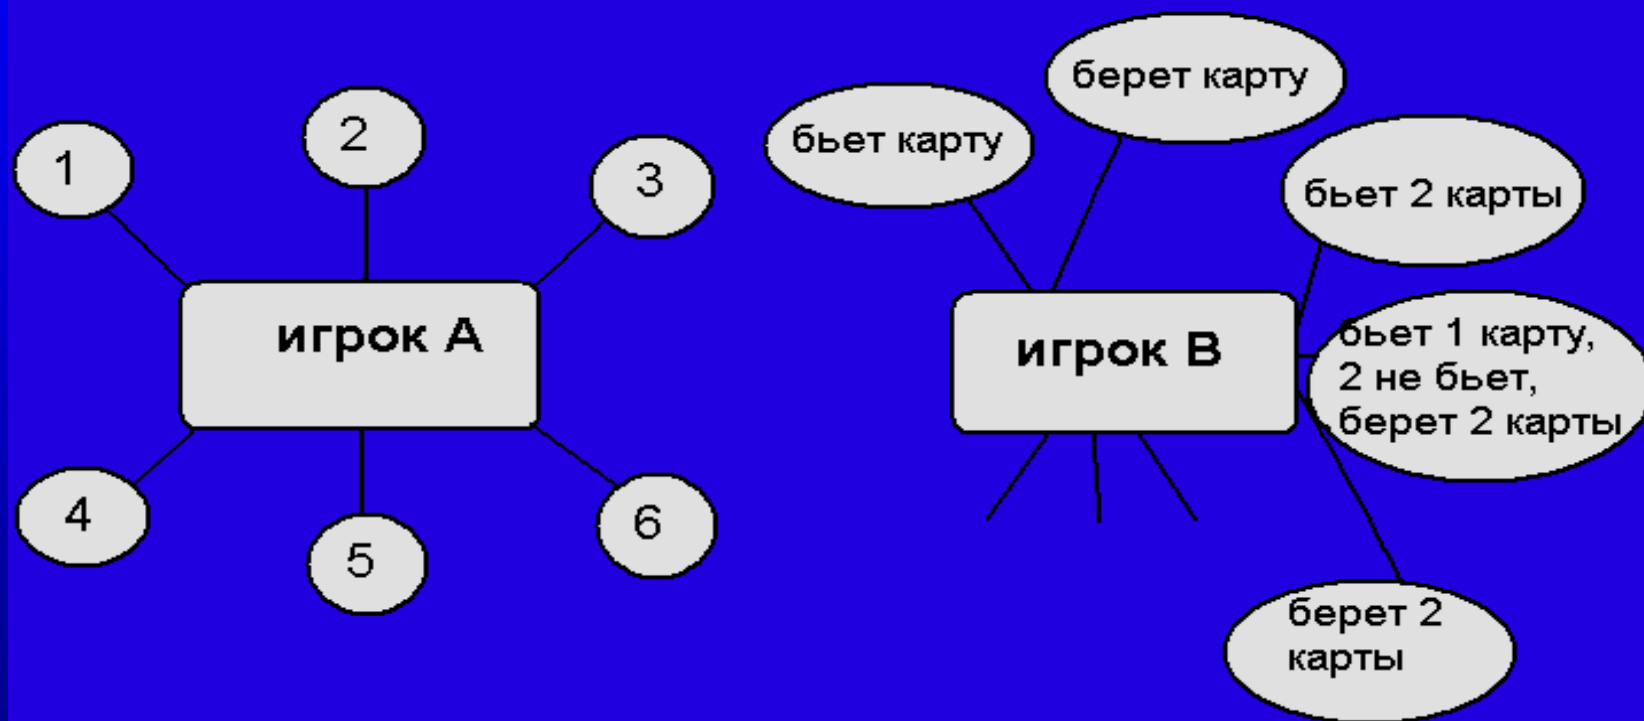 1
2
3
игрок А
4
5
6
бьет карту
берет карту
бьет 2 карты
игрок В
бьет 1 карту,
2 не бьет,
берет 2 карты
берет 2
карты